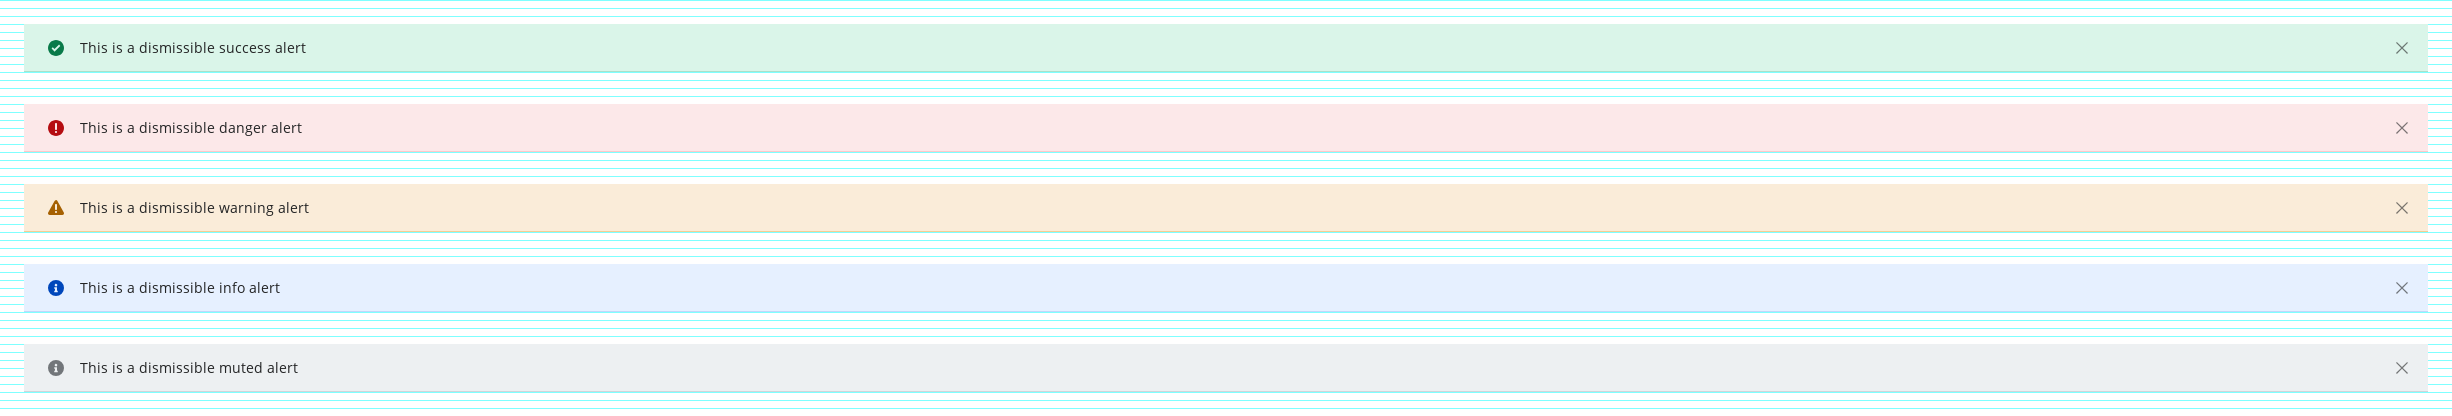 This is a dismissible success alert
This is a dismissible danger alert
This is a dismissible warning alert
This is a dismissible info alert
This is a dismissible muted alert